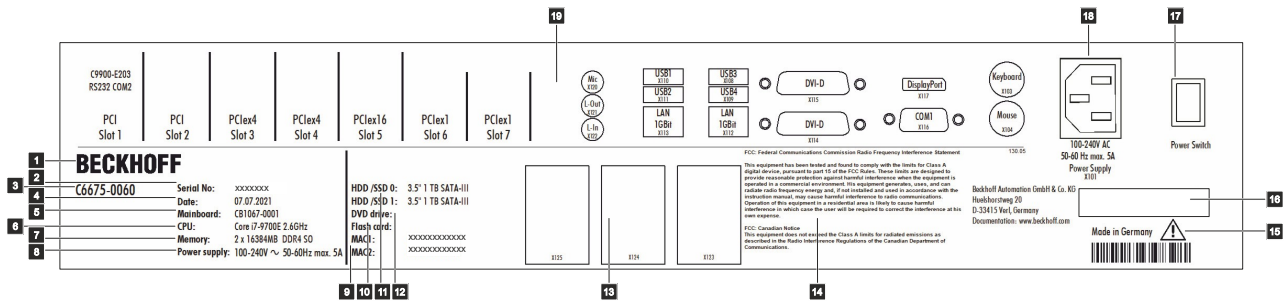 19
18
17
C9900-E203
RS232 COM2
PCI
Slot 1
PCI
Slot 2
PCIex4
Slot 3
PCIex4
Slot 4
PCIex16
Slot 5
PCIex1
Slot 6
PCIex1
Slot 7
Mic
X120
L-Out
X121
L-In
X122
USB1
X110
USB2
X111
LAN
1GBit
X113
USB3
X108
USB4
X109
LAN
1GBit
X112
DVI-D
X115
DVI-D
X114
DisplayPort
X117
COM1
X116
Keyboard
X103
Mouse
X104
100-240V AC
50-60 Hz max. 5A
Power Supply
X101
Power Switch
1
BECKHOFF
2
3
C6675-0060
4
5
6
7
8
Serial No: xxxxxxx
Date: 07.07.2021
Mainboard: CB1067-0001
CPU: Core i7-9700E 2.6GHz
Memory: 2 x 16384MB DDR4 SO
Power supply: 100-240V ~ 50-60Hz max. 5A
HDD /SSD 0: 3.5" 1 TB SATA-III
HDD /SSD 1: 3.5" 1 TB SATA-III
DVD drive:
Flash card:
MAC1: xxxxxxxxxxxx
MAC2: xxxxxxxxxxxx
X125
X124
X123
FCC: Federal Communications Commission Radio Frequency Interference Statement
130.05
This equipment has been tested and found to comply with the limits for Class A
digital device, pursuant to part 15 of the FCC Rules. These limits are designed to
provide reasonable protection against harmful interference when the equipment is
operated in a commercial environment. His equipment generates, uses, and can
radiate radio frequency energy and, if not installed and used in accordance with the
instruction manual, may cause harmful interference to radio communications.
Operation of this equipment in a residential area is likely to cause harmful
interference in which case the user will be required to correct the interference at his
own expense.
FCC: Canadian Notice
This equipment does not exceed the Class A limits for radiated emissions as
described in the Radio Interference Regulations of the Canadian Department of
Communications.
Beckhoff Automation GmbH & Co. KG
Huelshorstweg 20
D-33415 Verl, Germany
Documentation: www.beckhoff.com
16
Made in Germany
15
9
10
11
12
13
14